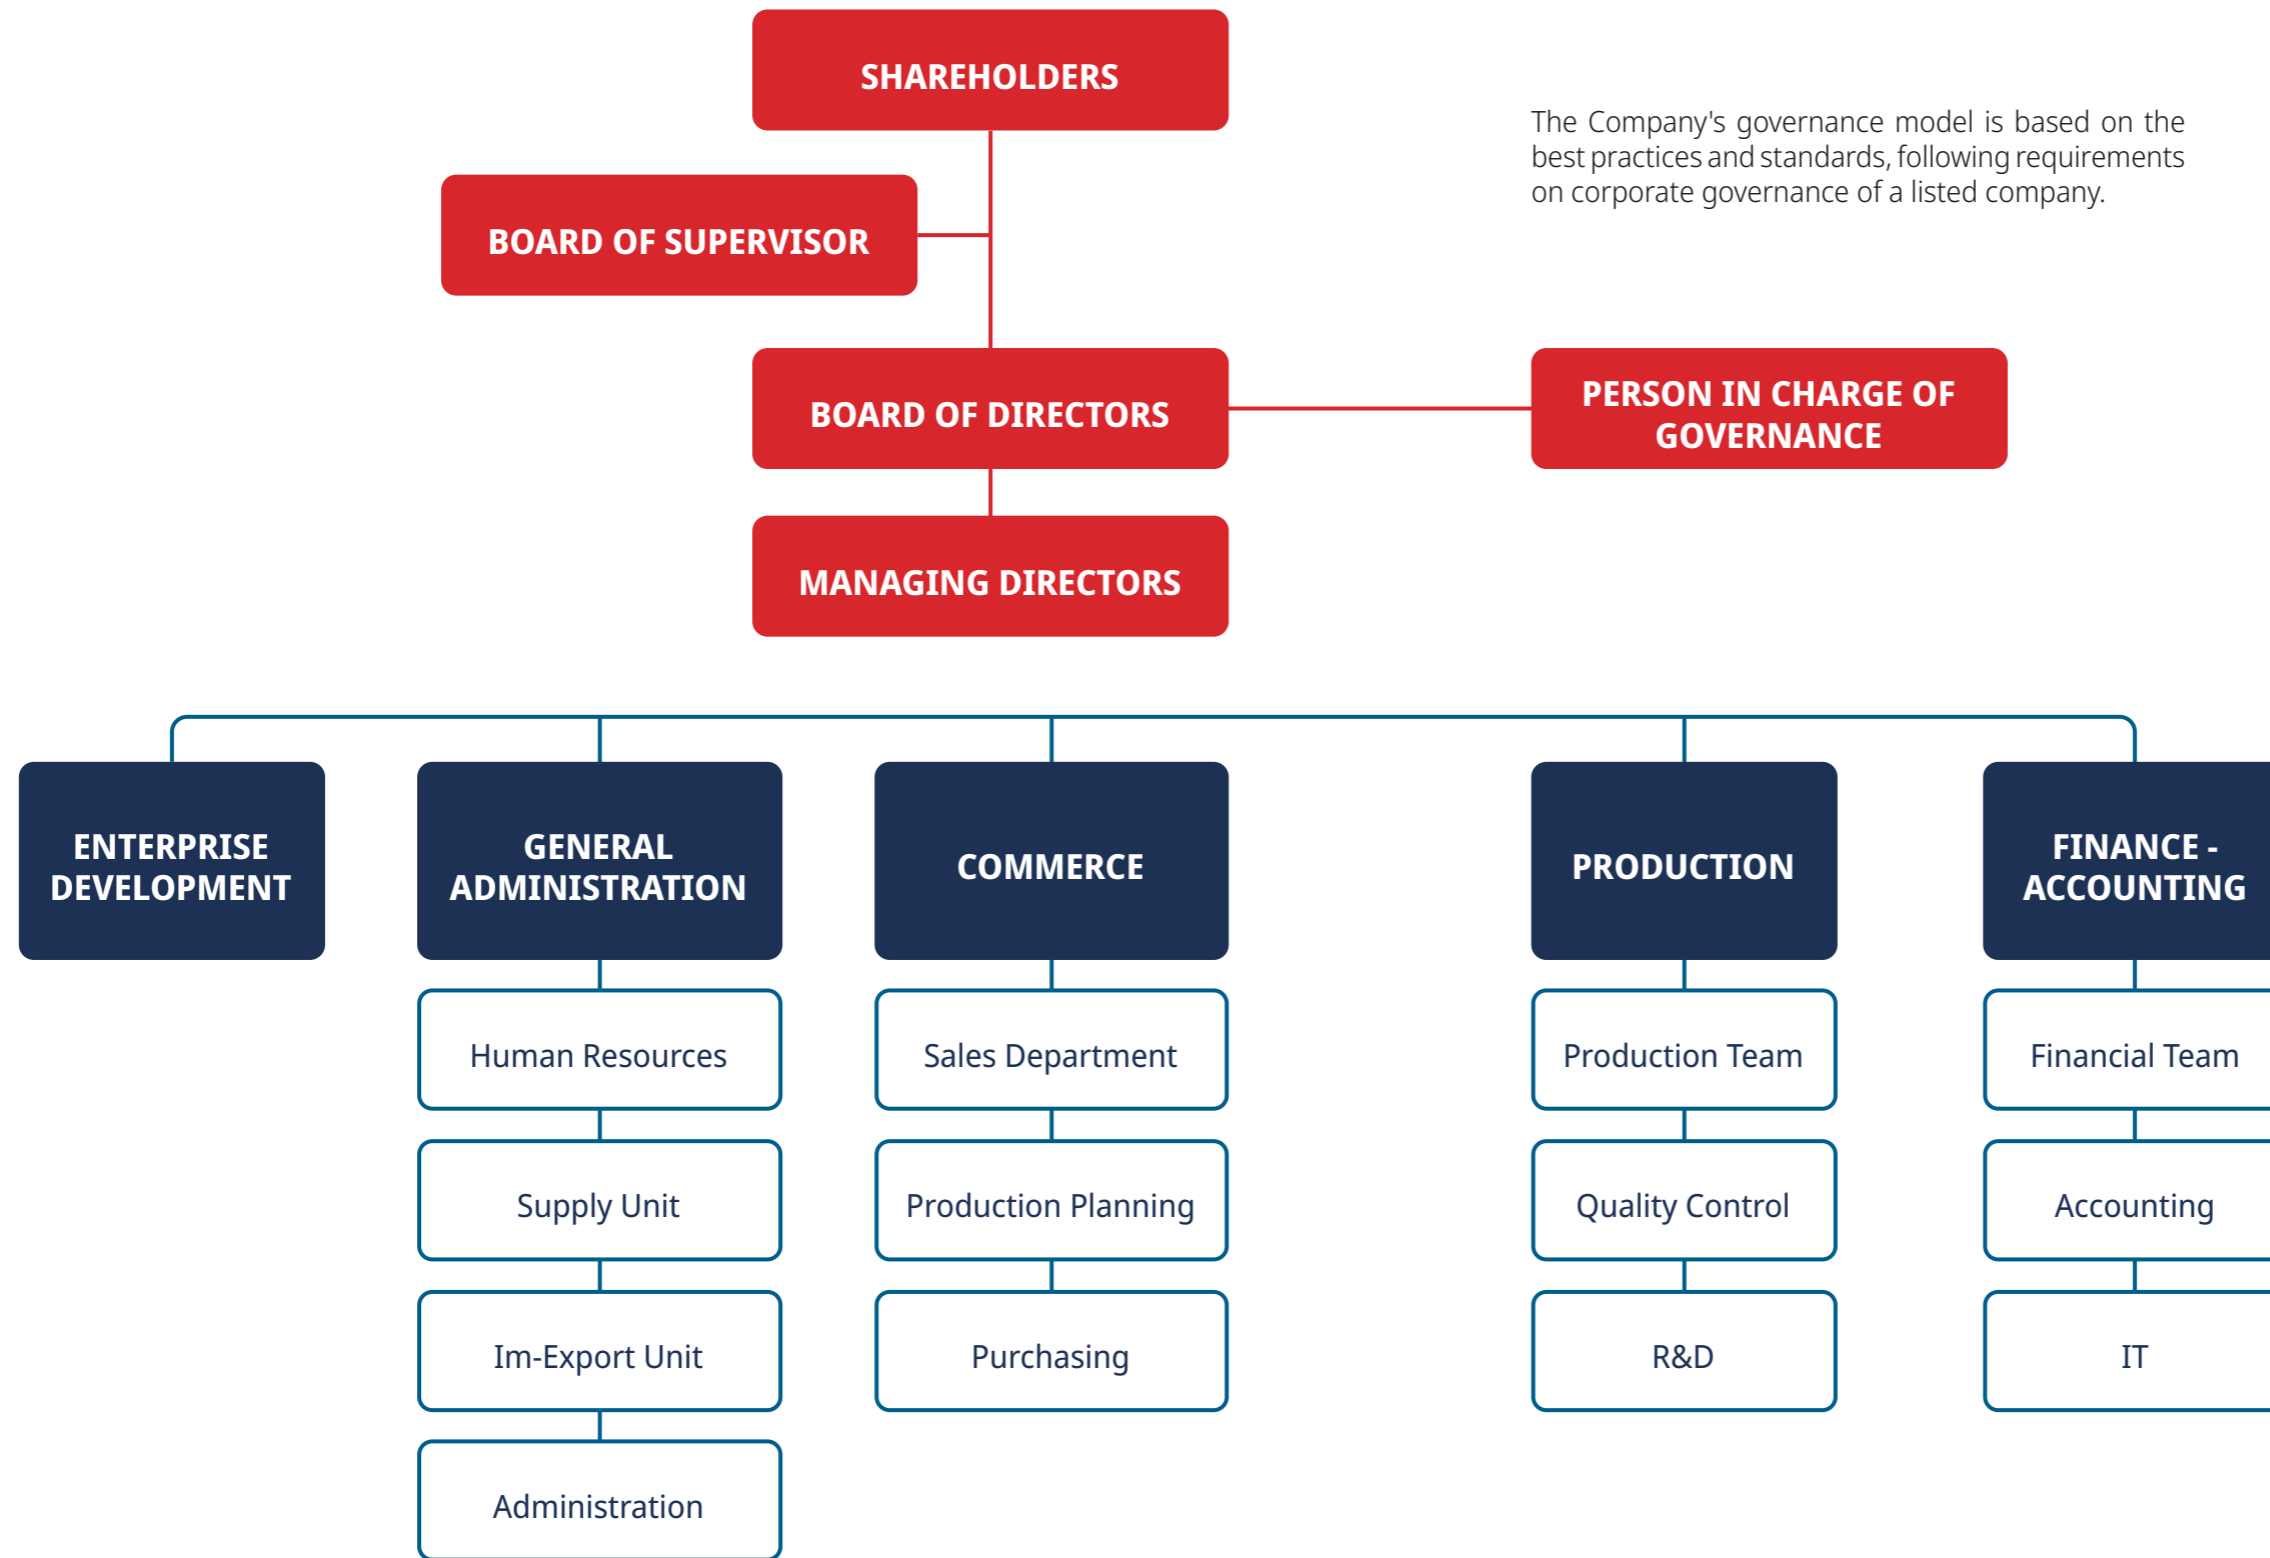 SHAREHOLDERS
The Company's governance model is based on the
best practices and standards, following requirements
on corporate governance of a listed company.
BOARD OF SUPERVISOR
BOARD OF DIRECTORS
PERSON IN CHARGE OF
GOVERNANCE
MANAGING DIRECTORS
ENTERPRISE
DEVELOPMENT
GENERAL
ADMINISTRATION
COMMERCE
PRODUCTION
FINANCE -
ACCOUNTING
Human Resources
Sales Department
Production Team
Financial Team
Supply Unit
Production Planning
Quality Control
Accounting
Im-Export Unit
Purchasing
R&D
IT
Administration